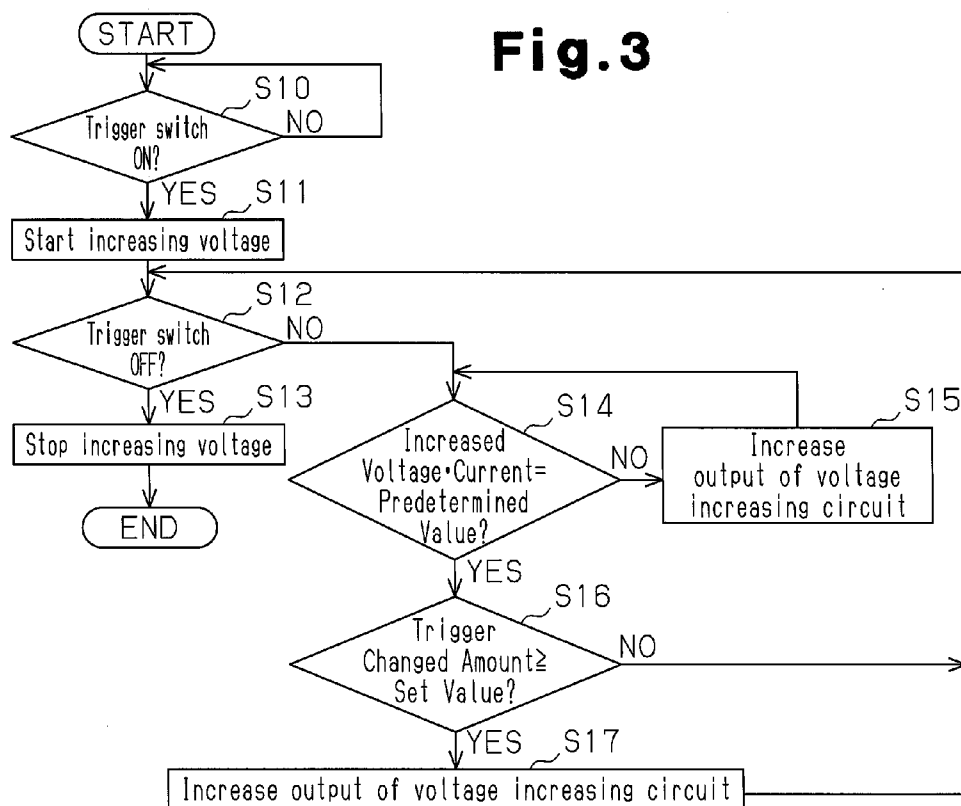 START
Fig.3
S10
Trigger switch
ON?
NO
YES
S11
Start increasing voltage
S12
Trigger switch
OFF?
NO
YES
S13
Stop increasing voltage
END
S14
Increased
Voltage·Current=
Predetermined
Value?
NO
S15
Increase
output of voltage
increasing circuit
YES
S16
Trigger
Changed Amount≧
Set Value?
NO
YES
S17
Increase output of voltage increasing circuit